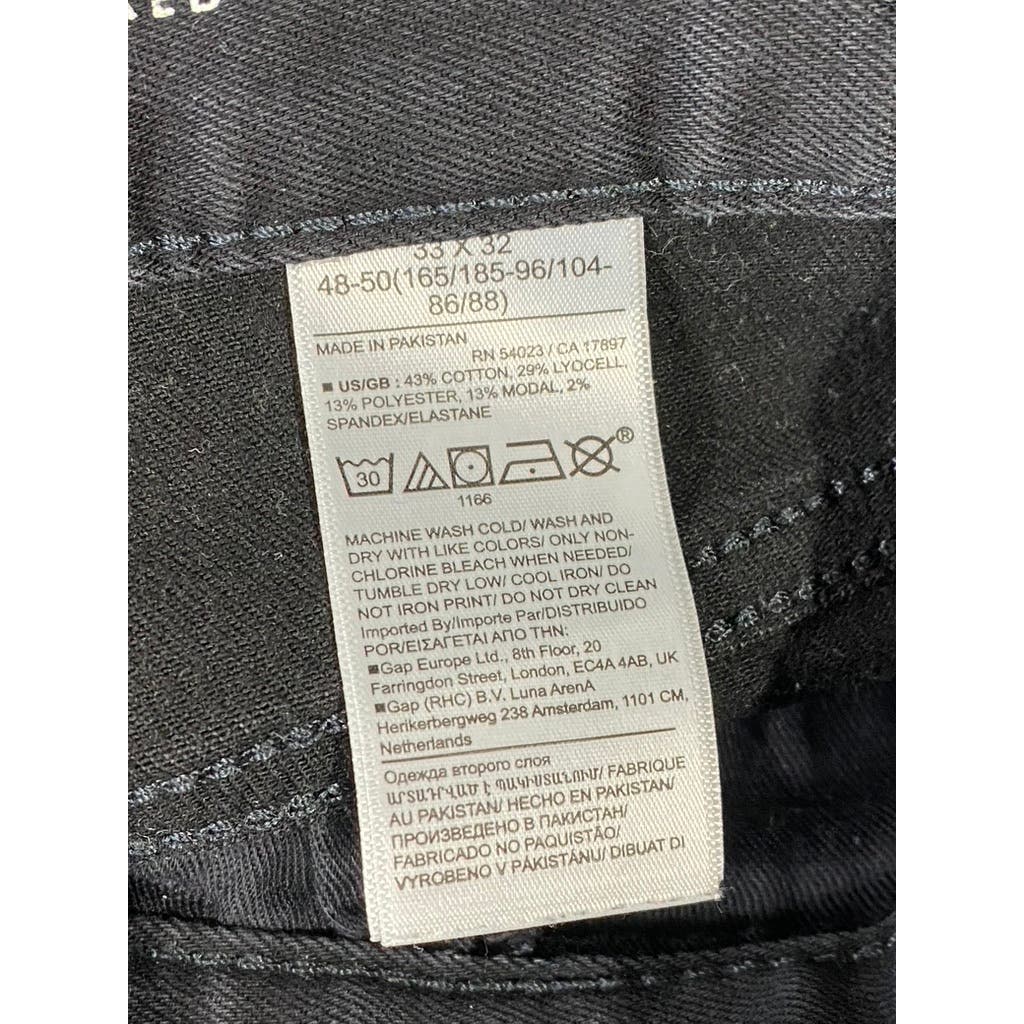 33 X 32
48-50(165/185-96/104-
86/88)
MADE IN PAKISTAN
RN 54023 / CA 17897
■ US/GB : 43% COTTON, 29% LYOCELL,
13% POLYESTER, 13% MODAL, 2%
SPANDEX/ELASTANE
30
®
1166
MACHINE WASH COLD/ WASH AND
DRY WITH LIKE COLORS/ ONLY NON-
CHLORINE BLEACH WHEN NEEDED/
TUMBLE DRY LOW/ COOL IRON/ DO
NOT IRON PRINT/ DO NOT DRY CLEAN
Imported By/Importe Par/DISTRIBUIDO
POR/ΕΙΣΑΓΕΤΑΙ ΑΠΟ ΤΗΝ:
■Gap Europe Ltd., 8th Floor, 20
Farringdon Street, London, EC4A 4AB, UK
■Gap (RHC) B.V. Luna ArenA
Herikerbergweg 238 Amsterdam, 1101 CM,
Netherlands
Одежда второго слоя
ԱՐՏԱԴՐՎԱԾ Է ՊԱԿԻՍՏԱՆՈՒՄ/ FABRIQUE
AU PAKISTAN/ HECHO EN PAKISTAN/
ПРОИЗВЕДЕНО В ПАКИСТАН/
FABRICADO NO PAQUISTÃO/
VYROBENO V PÁKISTÁNU/ DIBUAT DI